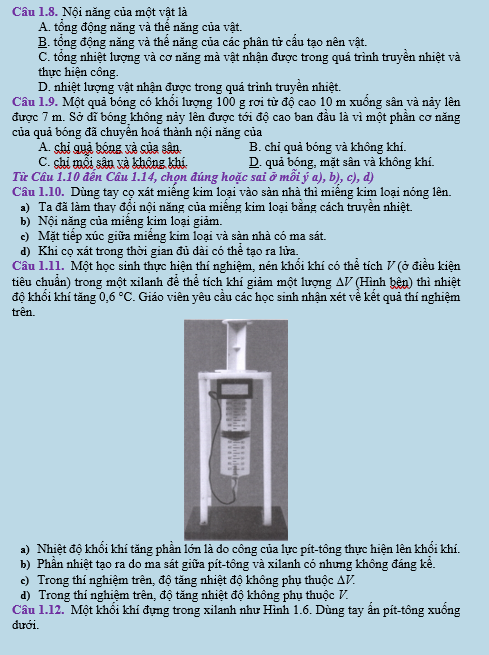 Câu 1.8. Nội năng của một vật là
A. tổng động năng và thế năng của vật.
B. tổng động năng và thế năng của các phân tử cấu tạo nên vật.
C. tổng nhiệt lượng và cơ năng mà vật nhận được trong quá trình truyền nhiệt và
thực hiện công.
D. nhiệt lượng vật nhận được trong quá trình truyền nhiệt.
Câu 1.9. Một quả bóng có khối lượng 100 g rơi từ độ cao 10 m xuống sân và nảy lên
được 7 m. Sở dĩ bóng không nảy lên được tới độ cao ban đầu là vì một phần cơ năng
của quả bóng đã chuyển hoá thành nội năng của
A. chỉ quả bóng và của sân. B. chỉ quả bóng và không khí.
C. chỉ mỗi sân và không khí. D. quả bóng, mặt sân và không khí.
Từ Câu 1.10 đến Câu 1.14, chọn đúng hoặc sai ở mỗi ý a), b), c), d)
Câu 1.10. Dùng tay cọ xát miếng kim loại vào sàn nhà thì miếng kim loại nóng lên.
a) Ta đã làm thay đổi nội năng của miếng kim loại bằng cách truyền nhiệt.
b) Nội năng của miếng kim loại giảm.
c) Mặt tiếp xúc giữa miếng kim loại và sàn nhà có ma sát.
d) Khi cọ xát trong thời gian đủ dài có thể tạo ra lửa.
Câu 1.11. Một học sinh thực hiện thí nghiệm, nén khối khí có thể tích V (ở điều kiện
tiêu chuẩn) trong một xilanh để thể tích khí giảm một lượng ΔV (Hình bên) thì nhiệt
độ khối khí tăng 0,6 °C. Giáo viên yêu cầu các học sinh nhận xét về kết quả thí nghiệm
trên.
a) Nhiệt độ khối khí tăng phần lớn là do công của lực pít-tông thực hiện lên khối khí.
b) Phần nhiệt tạo ra do ma sát giữa pít-tông và xilanh có nhưng không đáng kể.
c) Trong thí nghiệm trên, độ tăng nhiệt độ không phụ thuộc ΔV.
d) Trong thí nghiệm trên, độ tăng nhiệt độ không phụ thuộc V.
Câu 1.12. Một khối khí đựng trong xilanh như Hình 1.6. Dùng tay ấn pít-tông xuống
dưới.